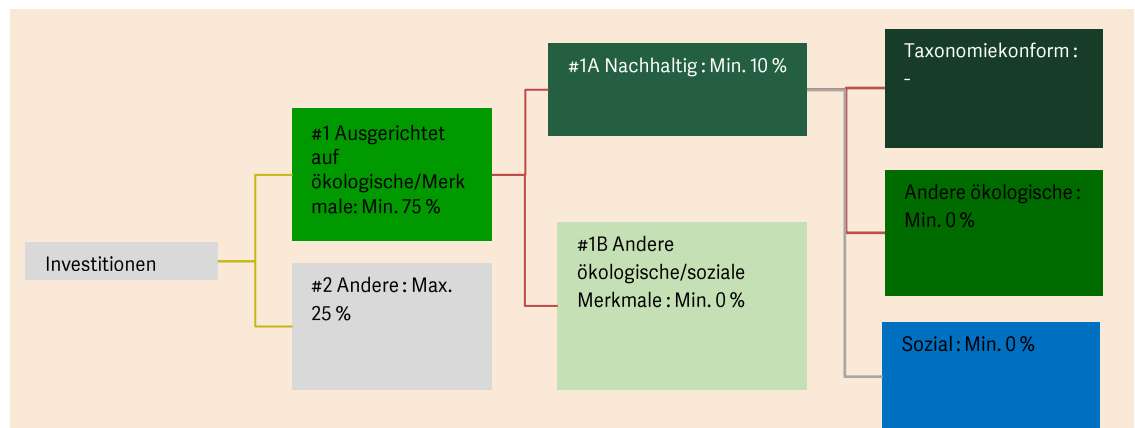 Investitionen
#1 Ausgerichtet
auf
ökologische/Merk
male: Min. 75 %
#2 Andere : Max.
25 %
#1A Nachhaltig : Min. 10 %
#1B Andere
ökologische/soziale
Merkmale : Min. 0 %
Taxonomiekonform :
-
Andere ökologische :
Min. 0 %
Sozial : Min. 0 %